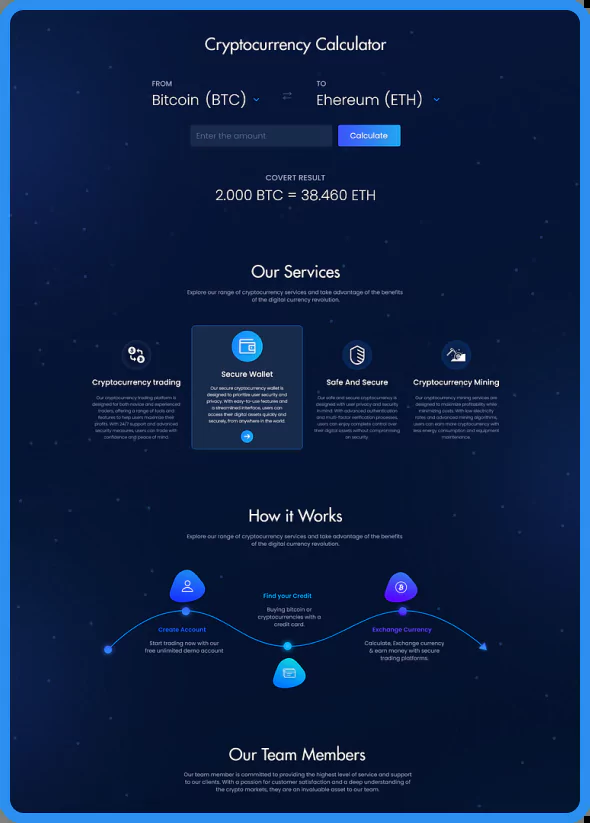 Cryptocurrency Calculator
FROM
Bitcoin (BTC)
TO
Ehereum (ETH)
Enter the amount
Calculate
COVERT RESULT
2.000 BTC = 38.460 ETH
Our Services
Explore our range of cryptocurrency services and take advantage of the benefits
of the digital currency revolution.
Cryptocurrency trading
Our cryptocurrency trading platform is
designed for both novice and experienced
traders, offering a range of tools and
features to help users maximize their
profits. With 24/7 support and advanced
security measures, users can trade with
confidence and peace of mind.
Secure Wallet
Our secure cryptocurrency wallet is
designed to prioritize user security and
privacy. With easy-to-use features and
a streamlined interface, users can
access their digital assets quickly and
securely, from anywhere in the world
Safe And Secure
Our safe and secure cryptocurrency is
designed with user privacy and security
in mind. With advanced authentication
and multi-factor verification processes,
users can enjoy complete control over
their digital assets without compromising
on security.
Cryptocurrency Mining
Our cryptocurrency mining services are
designed to maximize profitability while
minimizing costs. With low electricity
rates and advanced mining algorithms,
users can earn more cryptocurrency with
less energy consumption and equipment
maintenance.
How it Works
Explore our range of cryptocurrency services and take advantage of the benefits
of the digital currency revolution.
Create Account
Start trading now with our
free unlimited demo account
Find your Credit
Buying bitcoin or
cryptocurrencies with a
credit card.
Exchange Currency
Calculate, Exchange currency
& earn money with secure
trading platforms.
Our Team Members
Our team member is committed to providing the highest level of service and support
to our clients. With a passion for customer satisfaction and a deep understanding of
the crypto markets, they are an invaluable asset to our team.